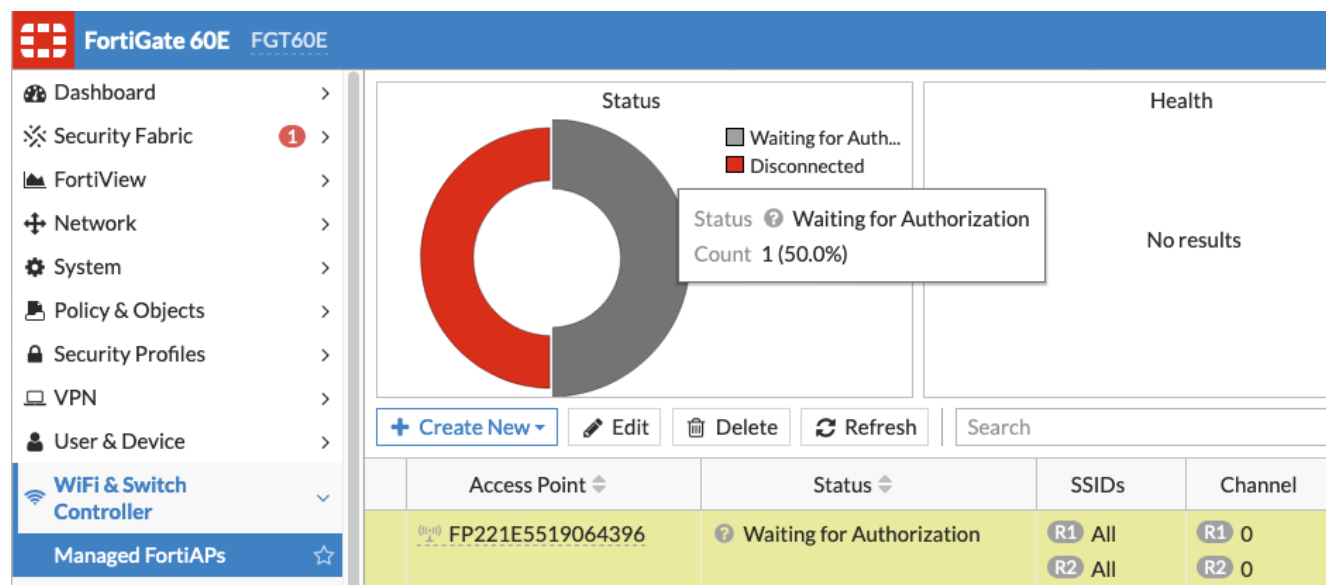 FortiGate 60E FGT60E
Dashboard
Security Fabric 1
FortiView
Network
System
Policy & Objects
Security Profiles
VPN
User & Device
WiFi & Switch
Controller
Managed FortiAPs
Status
Waiting for Auth...
Disconnected
Status ? Waiting for Authorization
Count 1 (50.0%)
Health
No results
+ Create New Edit Delete Refresh Search
Access Point Status SSIDs Channel
FP221E5519064396 ? Waiting for Authorization R1 All R1 0
R2 All R2 0